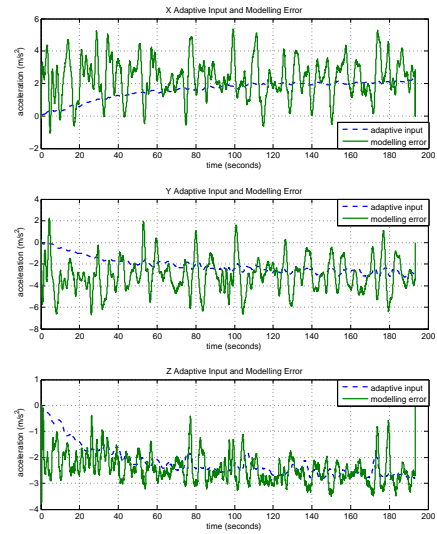 X Adaptive Input and Modelling Error
6
4
2
0
−2
acceleration (m/s²)
adaptive input
modelling error
0 20 40 60 80 100 120 140 160 180 200
time (seconds)
Y Adaptive Input and Modelling Error
4
2
0
−2
−4
−6
−8
acceleration (m/s²)
adaptive input
modelling error
0 20 40 60 80 100 120 140 160 180 200
time (seconds)
Z Adaptive Input and Modelling Error
1
0
−1
−2
−3
−4
acceleration (m/s²)
adaptive input
modelling error
0 20 40 60 80 100 120 140 160 180 200
time (seconds)